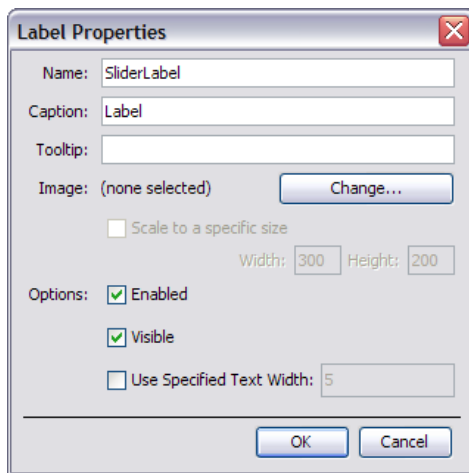 Label Properties
Name: SliderLabel
Caption: Label
Tooltip:
Image: (none selected) Change...
Scale to a specific size
Width: 300 Height: 200
Options: Enabled
Visible
Use Specified Text Width: 5
OK Cancel